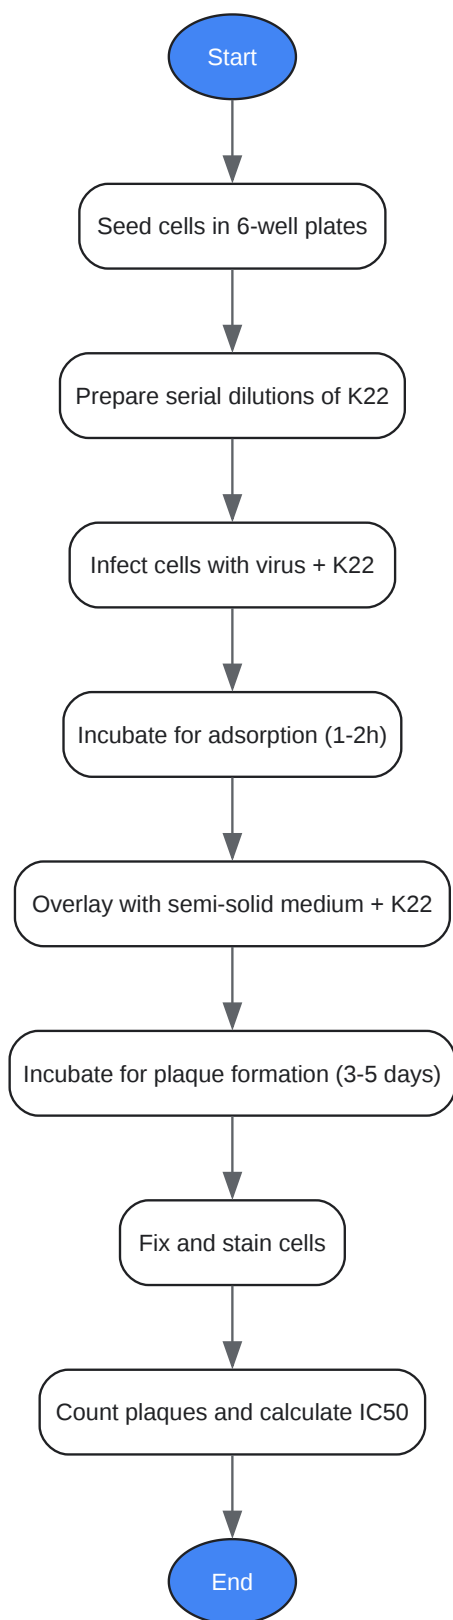 Start
Seed cells in 6-well plates
Prepare serial dilutions of K22
Infect cells with virus + K22
Incubate for adsorption (1-2h)
Overlay with semi-solid medium + K22
Incubate for plaque formation (3-5 days)
Fix and stain cells
Count plaques and calculate IC50
End